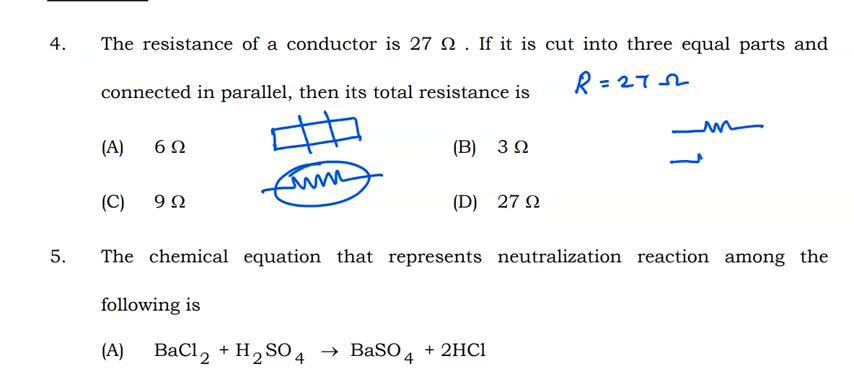 4. The resistance of a conductor is 27 Ω . If it is cut into three equal parts and
connected in parallel, then its total resistance is
R = 27 Ω
(A) 6 Ω (B) 3 Ω
(C) 9 Ω (D) 27 Ω
5. The chemical equation that represents neutralization reaction among the
following is
(A) BaCl₂ + H₂SO₄ → BaSO₄ + 2HCl